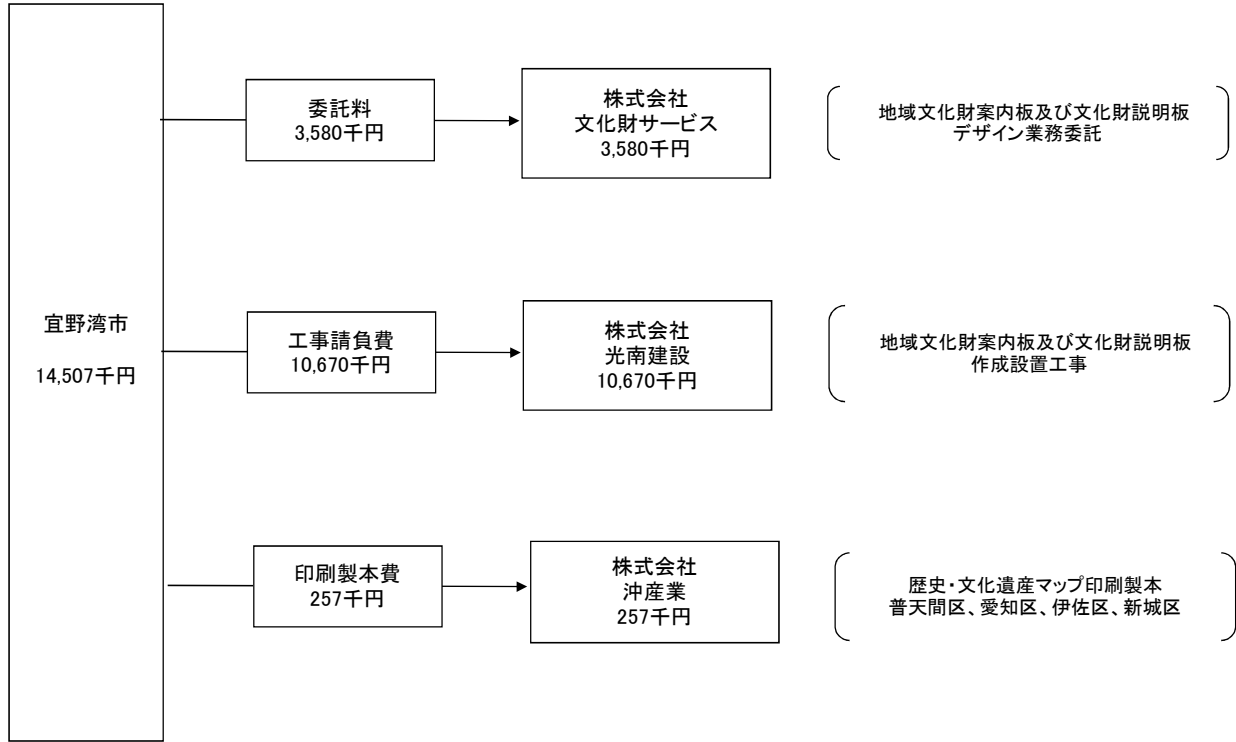 宜野湾市
14,507千円
委託料
3,580千円
株式会社
文化財サービス
3,580千円
地域文化財案内板及び文化財説明板
デザイン業務委託
工事請負費
10,670千円
株式会社
光南建設
10,670千円
地域文化財案内板及び文化財説明板
作成設置工事
印刷製本費
257千円
株式会社
沖産業
257千円
歴史・文化遺産マップ印刷製本
普天間区、愛知区、伊佐区、新城区